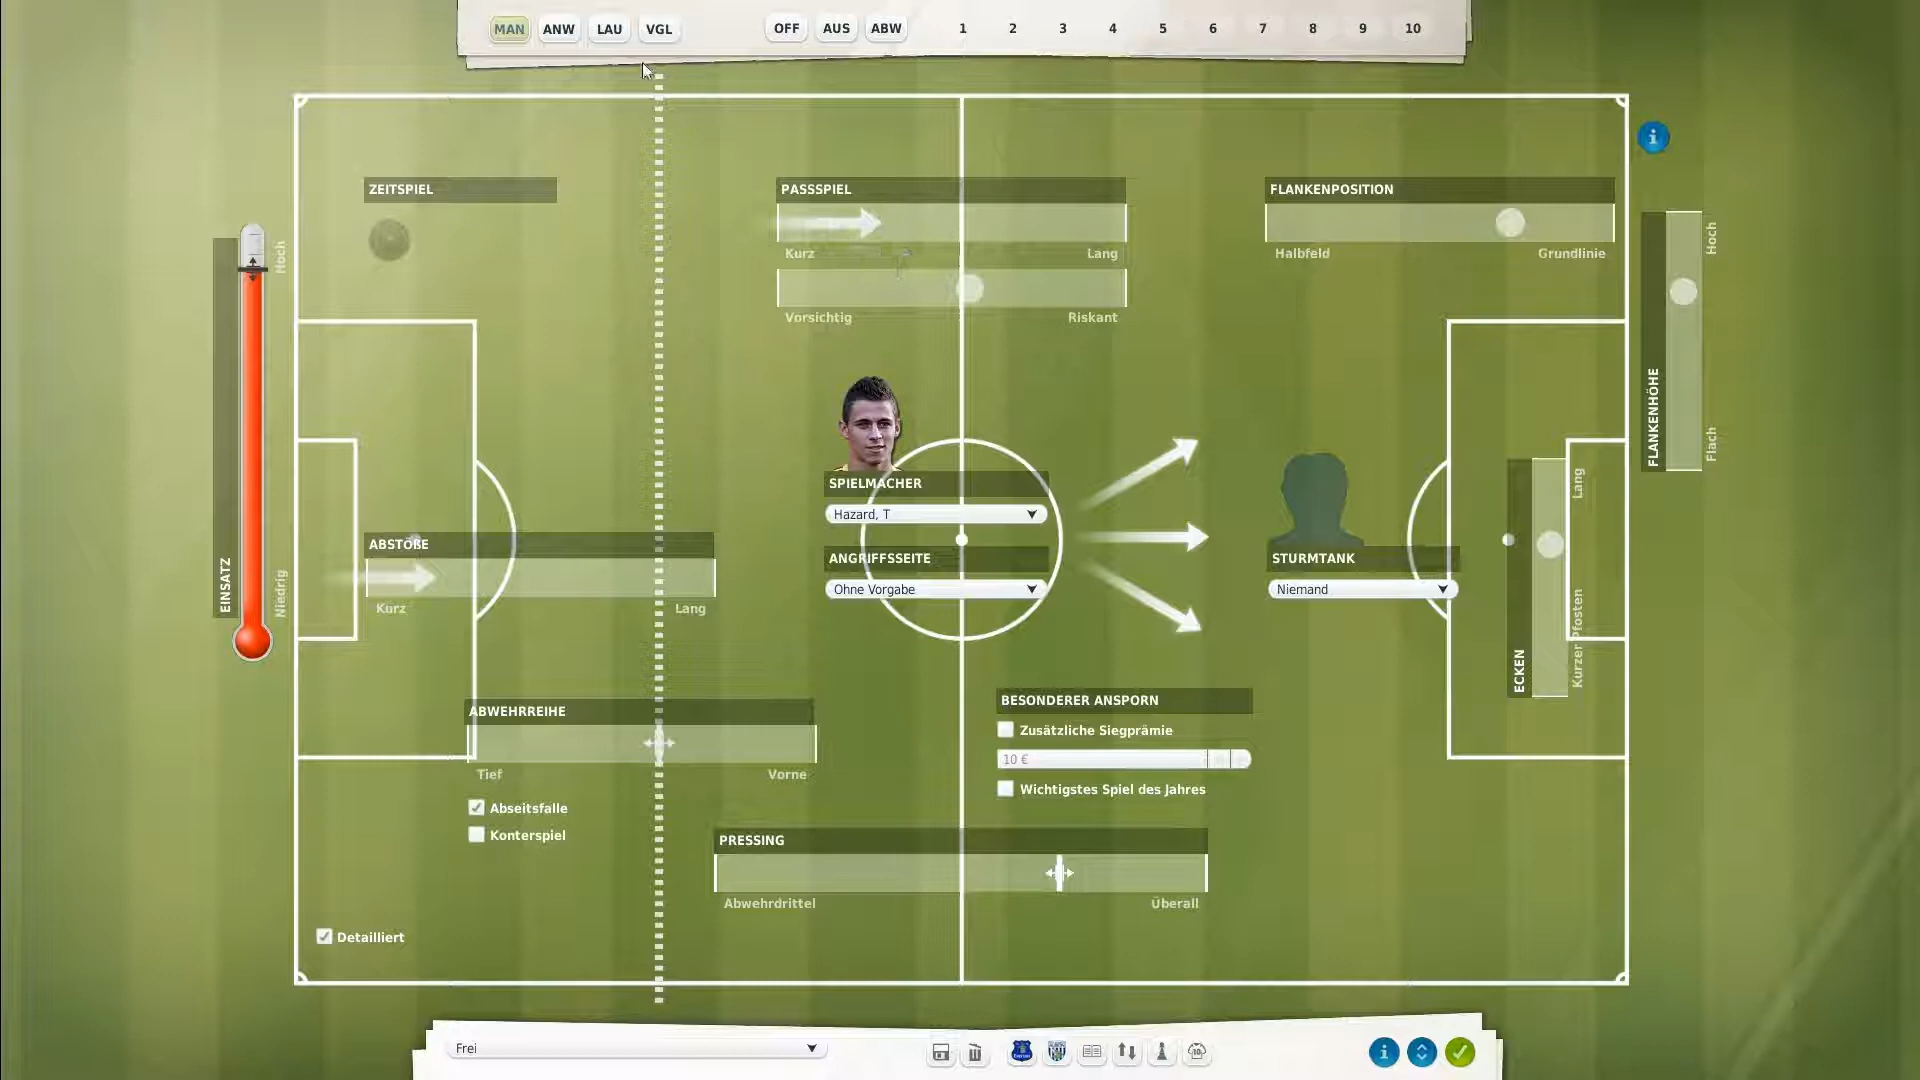 MAN ANW LAU VGL OFF AUS ABW 1 2 3 4 5 6 7 8 9 10
ZEITSPIEL
PASSSPIEL
Kurz Lang
Vorsichtig Riskant
FLANKENPOSITION
Halbfeld Grundlinie
FLANKENHÖHE
Hoch
Flach
EINSATZ
Hoch
Niedrig
SPIELMACHER
Hazard, T
ANGRIFFSSEITE
Ohne Vorgabe
STURMTANK
Niemand
ABSTÖßE
Kurz Lang
ECKEN
Lang
Kurzer Pfosten
ABWEHRREIHE
Tief Vorne
Abseitsfalle
Konterspiel
BESONDERER ANSPORN
Zusätzliche Siegprämie
10 €
Wichtigstes Spiel des Jahres
PRESSING
Abwehrdrittel Überall
Detailliert
Frei
10